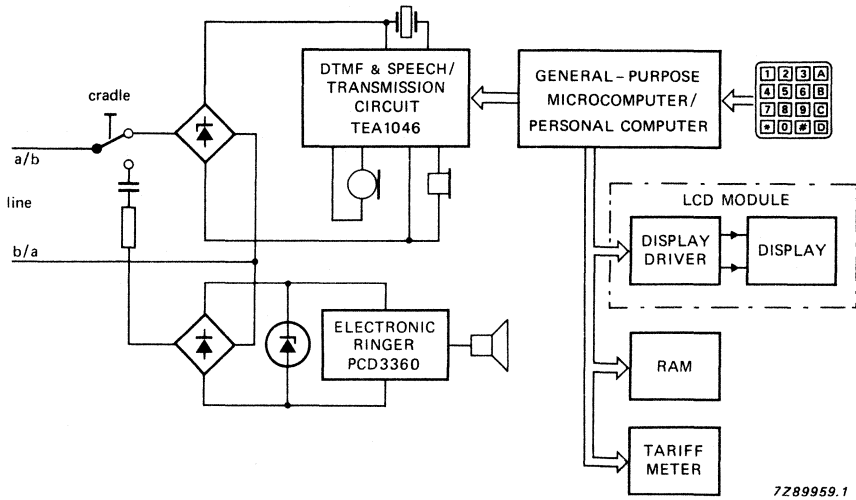 DTMF & SPEECH/
TRANSMISSION
CIRCUIT
TEA1046
GENERAL-PURPOSE
MICROCOMPUTER/
PERSONAL COMPUTER
1 2 3 A
4 5 6 B
7 8 9 C
* 0 # D
cradle
a/b
line
b/a
LCD MODULE
DISPLAY
DRIVER
DISPLAY
ELECTRONIC
RINGER
PCD3360
RAM
TARIFF
METER
7Z89959.1